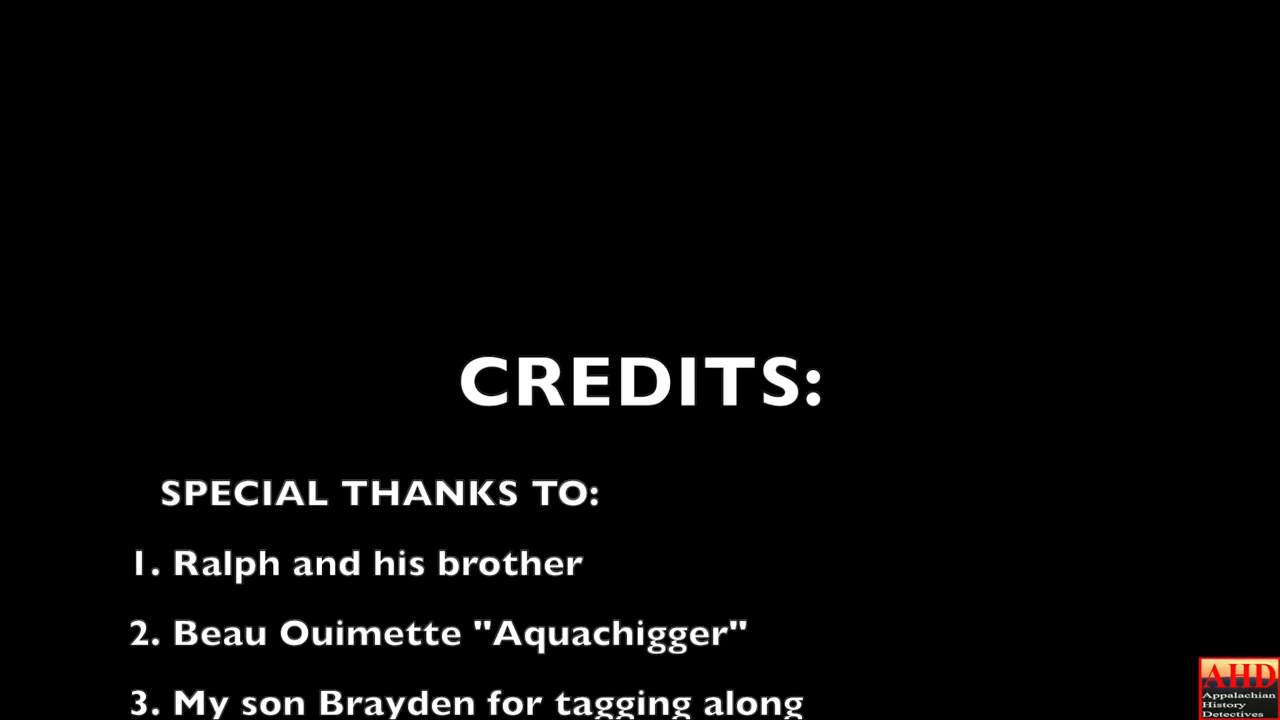 CREDITS:
SPECIAL THANKS TO:
1. Ralph and his brother
2. Beau Ouimette "Aquachigger"
3. My son Brayden for tagging along
AHD
Appalachian
History
Detectives